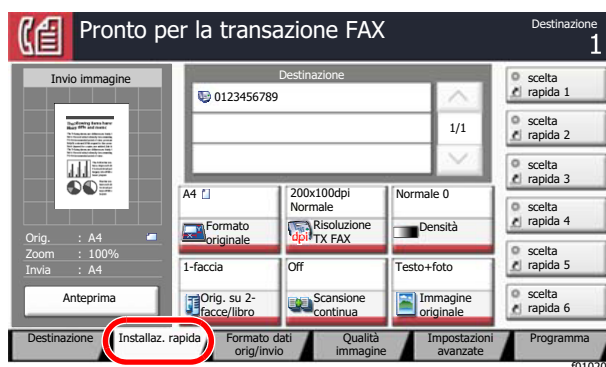 Pronto per la transazione FAX
Destinazione
1
Invio immagine
Orig. : A4
Zoom : 100%
Invia : A4
Anteprima
Destinazione
0123456789
1/1
A4
Formato
originale
200x100dpi
Normale
dpi
Risoluzione
TX FAX
Normale 0
Densità
1-faccia
Orig. su 2-
facce/libro
Off
Scansione
continua
Testo+foto
Immagine
originale
scelta
rapida 1
scelta
rapida 2
scelta
rapida 3
scelta
rapida 4
scelta
rapida 5
scelta
rapida 6
Destinazione
Installaz. rapida
Formato dati
orig/invio
Qualità
immagine
Impostazioni
avanzate
Programma